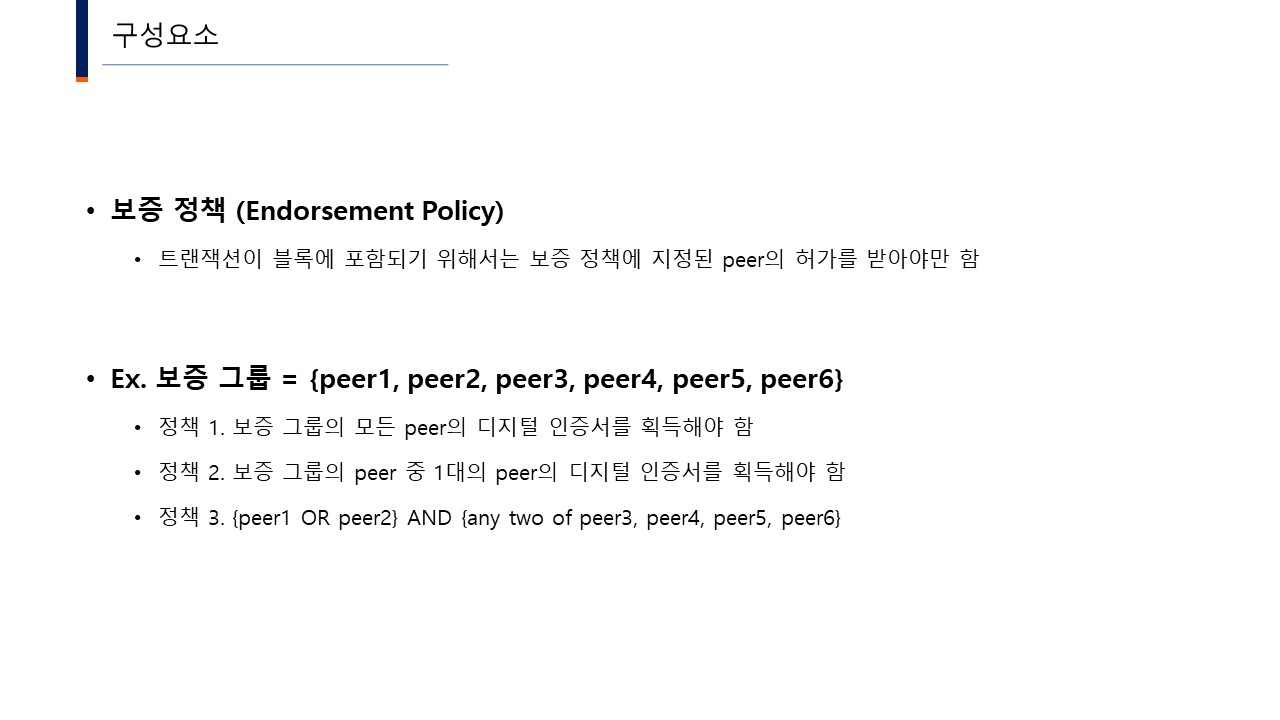 구성요소
• 보증 정책 (Endorsement Policy)
• 트랜잭션이 블록에 포함되기 위해서는 보증 정책에 지정된 peer의 허가를 받아야만 함
• Ex. 보증 그룹 = {peer1, peer2, peer3, peer4, peer5, peer6}
• 정책 1. 보증 그룹의 모든 peer의 디지털 인증서를 획득해야 함
• 정책 2. 보증 그룹의 peer 중 1대의 peer의 디지털 인증서를 획득해야 함
• 정책 3. {peer1 OR peer2} AND {any two of peer3, peer4, peer5, peer6}